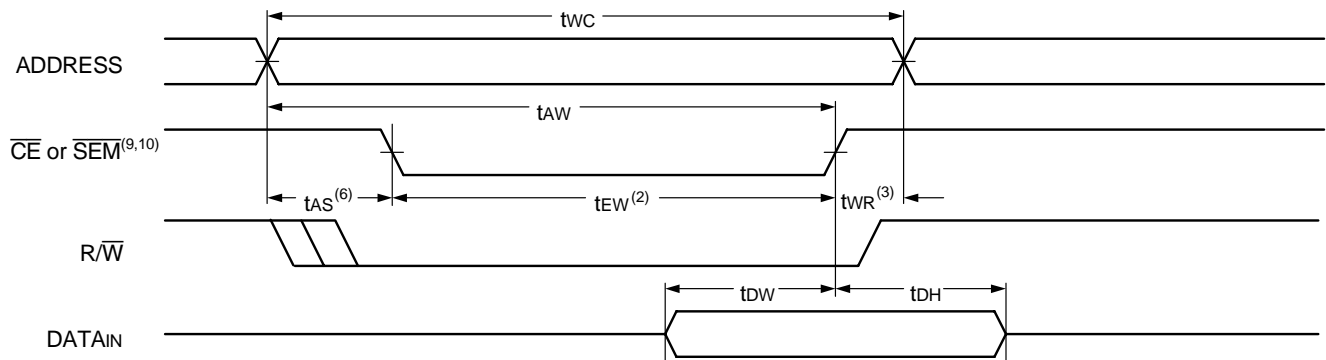 tWC
ADDRESS
tAW
CE or SEM(9,10)
tAS(6) tEW(2) tWR(3)
R/W
tDW tDH
DATAIN